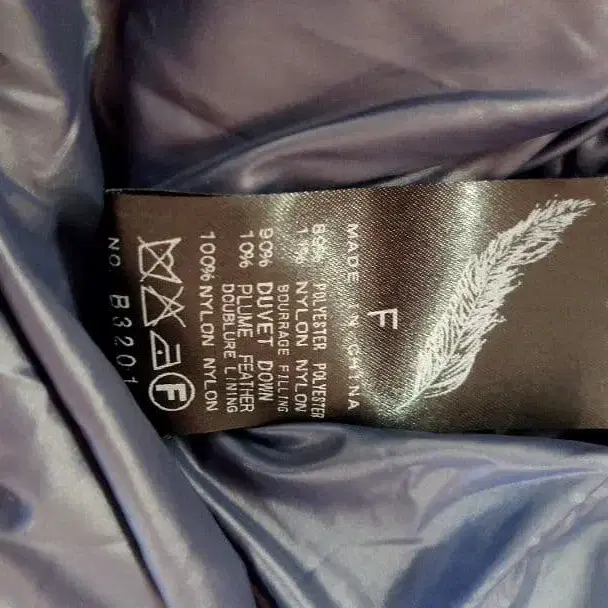 F
MADE IN CHINA
89% POLYESTER POLYESTER
11% NYLON NYLON
BOURRAGE FILLING
90% DUVET DOWN
10% PLUME FEATHER
DOUBLURE LINING
100% NYLON NYLON
F
NO. B3201